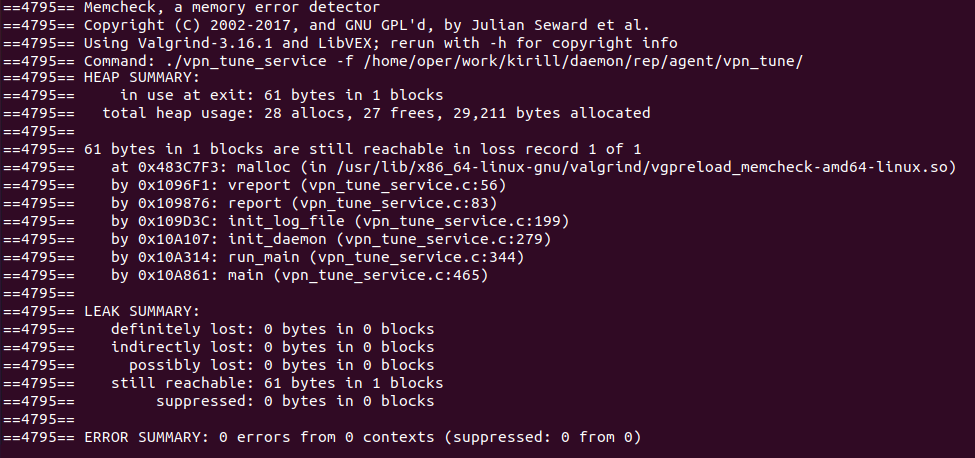 ==4795== Memcheck, a memory error detector
==4795== Copyright (C) 2002-2017, and GNU GPL'd, by Julian Seward et al.
==4795== Using Valgrind-3.16.1 and LibVEX; rerun with -h for copyright info
==4795== Command: ./vpn_tune_service -f /home/oper/work/kirill/daemon/rep/agent/vpn_tune/
==4795== HEAP SUMMARY:
==4795==     in use at exit: 61 bytes in 1 blocks
==4795==   total heap usage: 28 allocs, 27 frees, 29,211 bytes allocated
==4795==
==4795== 61 bytes in 1 blocks are still reachable in loss record 1 of 1
==4795==    at 0x483C7F3: malloc (in /usr/lib/x86_64-linux-gnu/valgrind/vgpreload_memcheck-amd64-linux.so)
==4795==    by 0x1096F1: vreport (vpn_tune_service.c:56)
==4795==    by 0x109876: report (vpn_tune_service.c:83)
==4795==    by 0x109D3C: init_log_file (vpn_tune_service.c:199)
==4795==    by 0x10A107: init_daemon (vpn_tune_service.c:279)
==4795==    by 0x10A314: run_main (vpn_tune_service.c:344)
==4795==    by 0x10A861: main (vpn_tune_service.c:465)
==4795==
==4795== LEAK SUMMARY:
==4795==    definitely lost: 0 bytes in 0 blocks
==4795==    indirectly lost: 0 bytes in 0 blocks
==4795==      possibly lost: 0 bytes in 0 blocks
==4795==    still reachable: 61 bytes in 1 blocks
==4795==         suppressed: 0 bytes in 0 blocks
==4795==
==4795== ERROR SUMMARY: 0 errors from 0 contexts (suppressed: 0 from 0)